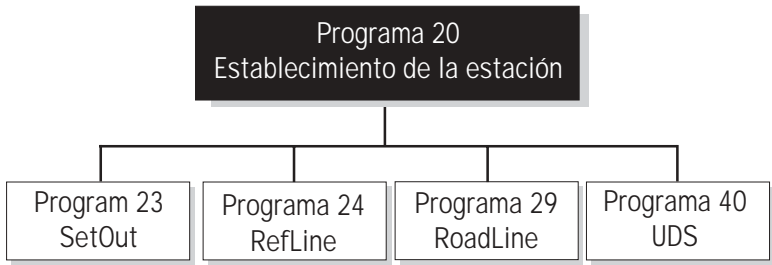 Programa 20
Establecimiento de la estación
Program 23
SetOut
Programa 24
RefLine
Programa 29
RoadLine
Programa 40
UDS